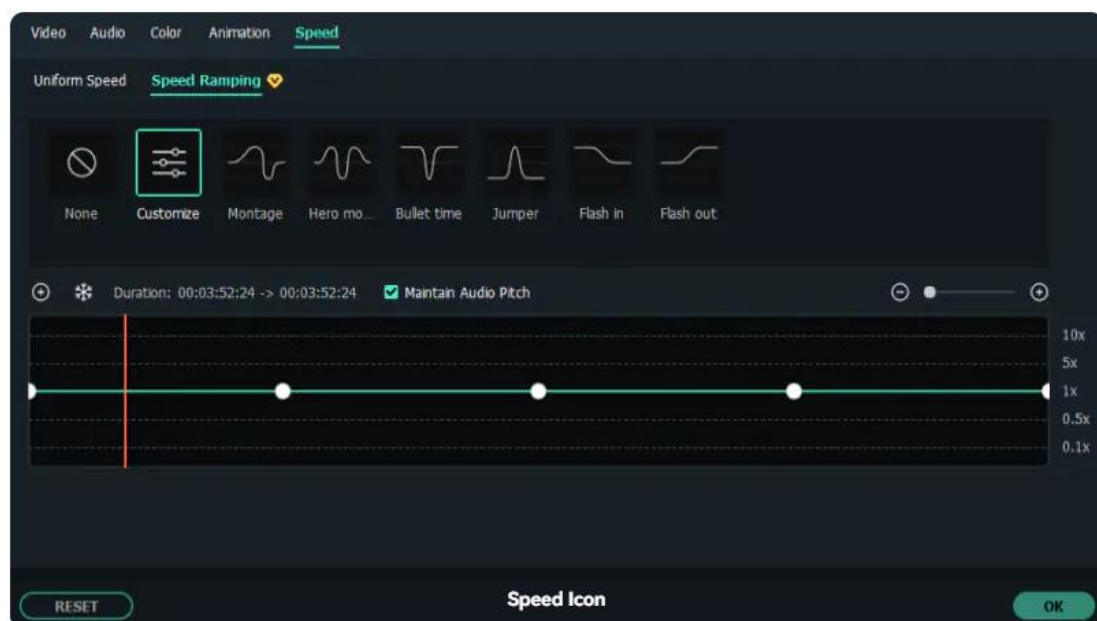 Video Audio Color Animation Speed
Uniform Speed Speed Ramping
None Customize Montage Hero mo... Bullet time Jumper Flash in Flash out
Duration: 00:03:52:24 -> 00:03:52:24 Maintain Audio Pitch
10x
5x
1x
0.5x
0.1x
RESET Speed Icon OK